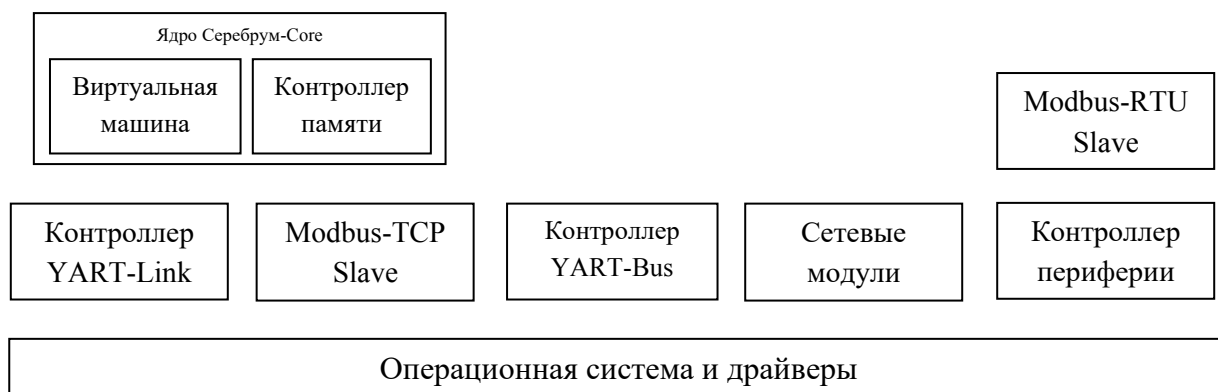 Ядро Серебрум-Core
Виртуальная
машина
Контроллер
памяти
Modbus-RTU
Slave
Контроллер
YART-Link
Modbus-TCP
Slave
Контроллер
YART-Bus
Сетевые
модули
Контроллер
периферии
Операционная система и драйверы